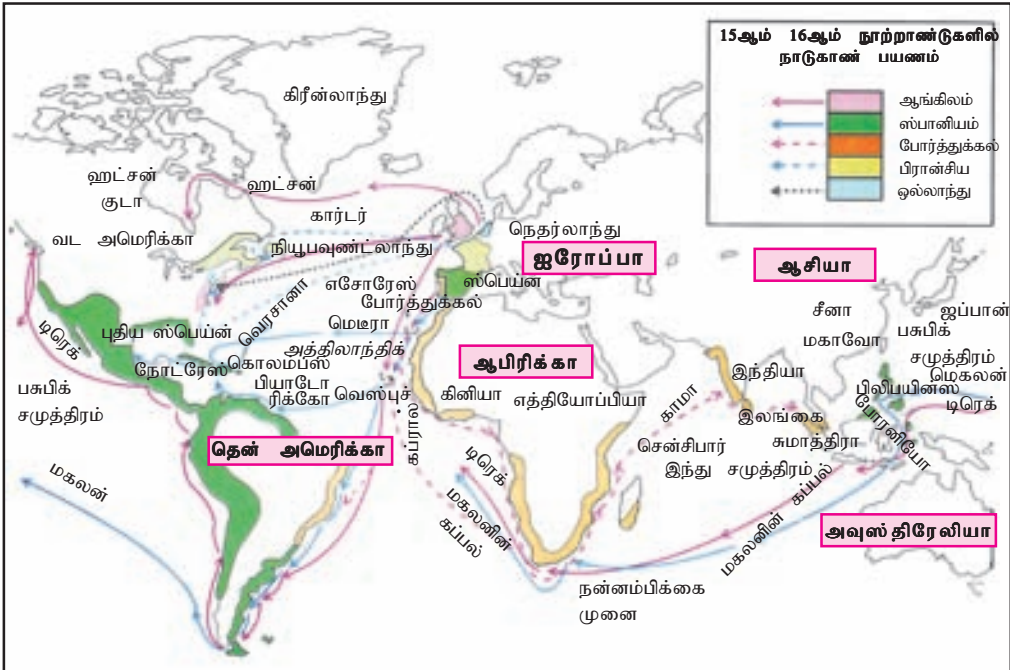 15ஆம் 16ஆம் நூற்றாண்டுகளில்
நாடுகாண் பயணம்
ஆங்கிலம்
ஸ்பானியம்
போர்த்துக்கல்
பிரான்சிய
ஒல்லாந்து
கிரீன்லாந்து
ஹட்சன்
குடா
ஹட்சன்
கார்டர்
வட அமெரிக்கா
நியூபவுண்ட்லாந்து
நெதர்லாந்து
ஐரோப்பா
ஆசியா
எசோரேஸ்
ஸ்பெய்ன்
போர்த்துக்கல்
வெரசானா
மெடீரா
சீனா
ஜப்பான்
பசுபிக்
மகாவோ
சமுத்திரம்
மெகலன்
டிரெக்
புதிய ஸ்பெய்ன்
அத்திலாந்திக்
நோட்ரேஸ்
கொலம்பஸ்
பியாடோ
ரிக்கோ
வெஸ்புச்
ஆபிரிக்கா
கினியா
எத்தியோப்பியா
காமா
இந்தியா
இலங்கை
பிலிப்பயின்ஸ்
போரனியோ
டிரெக்
பசுபிக்
சமுத்திரம்
தென் அமெரிக்கா
கப்ரால்
டிரெக்
சென்சிபார்
சுமாத்திரா
இந்து சமுத்திரம்
மகலன்
மகலனின்
கப்பல்
மகலனின் கப்பல்
அவுஸ்திரேலியா
நன்னம்பிக்கை
முனை